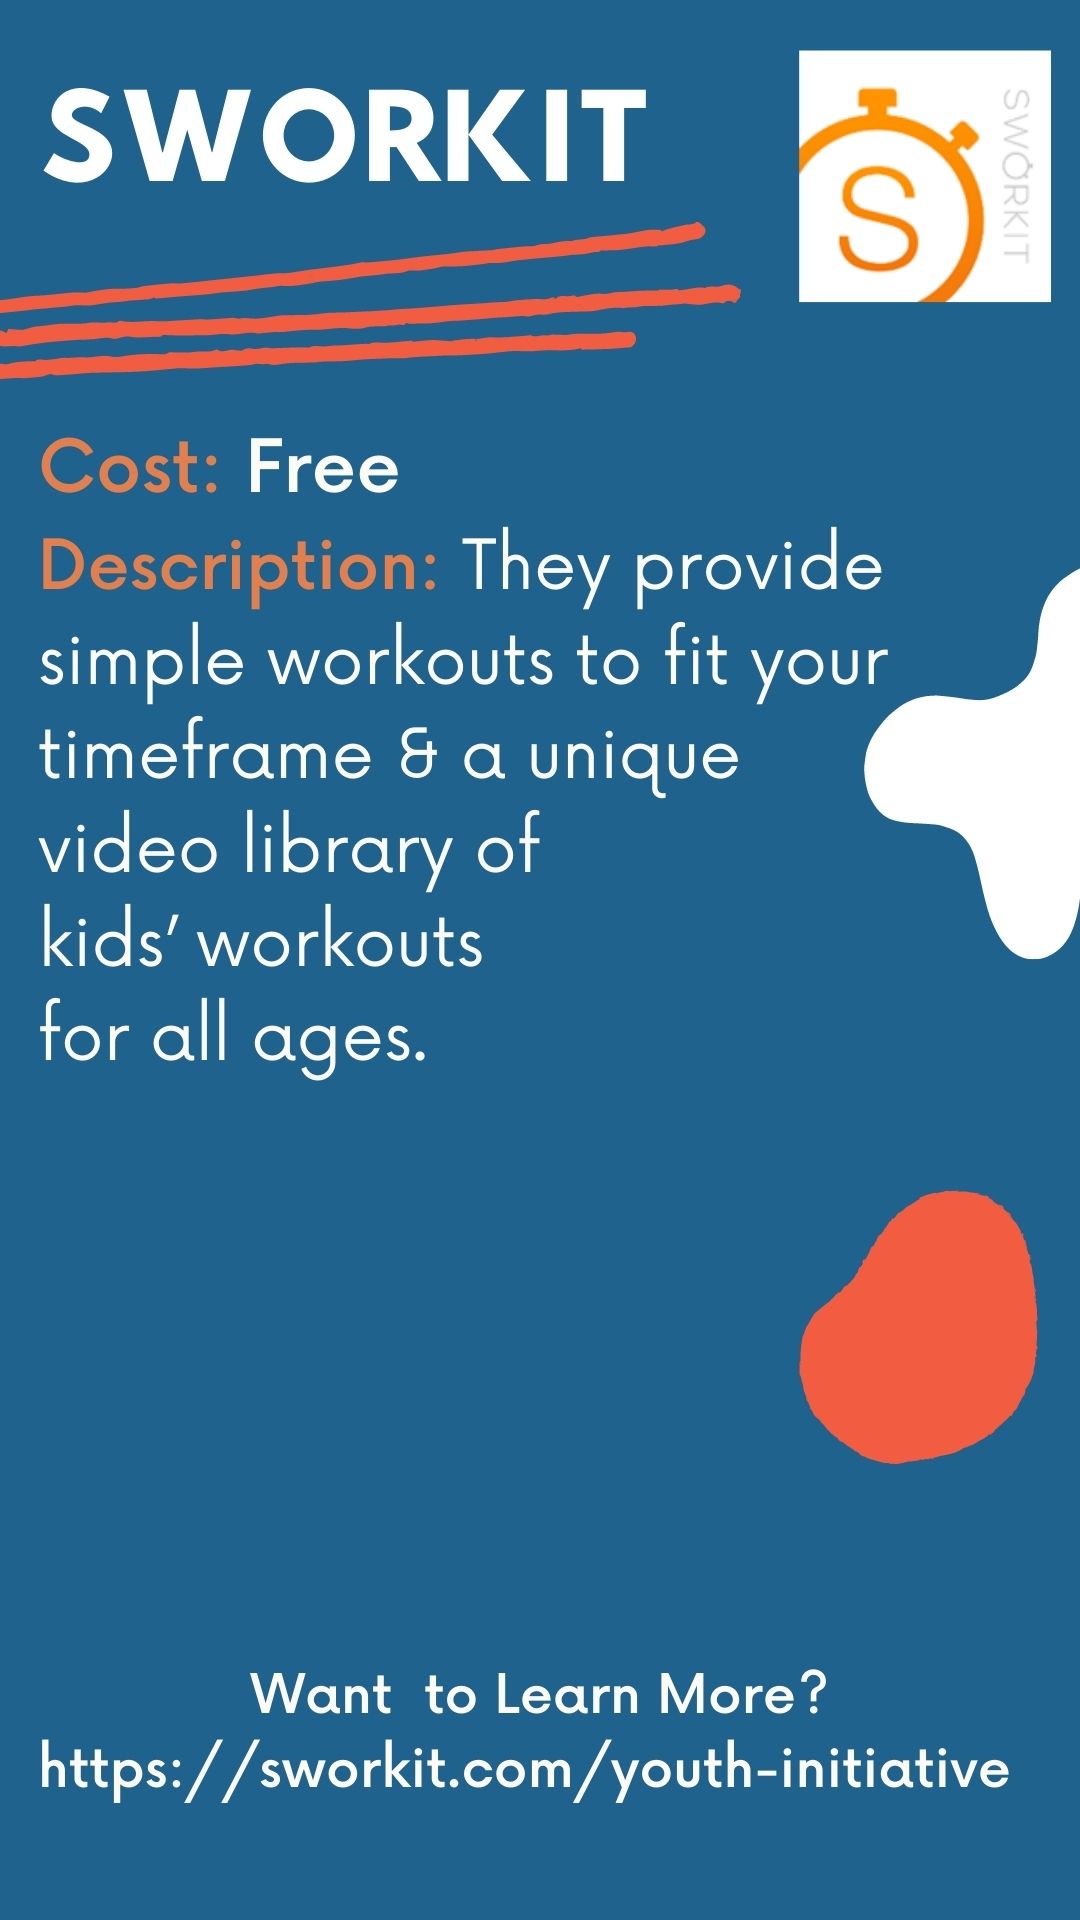 SWORKIT
S
SWORKIT
Cost: Free
Description: They provide
simple workouts to fit your
timeframe & a unique
video library of
kids’ workouts
for all ages.
Want  to Learn More?
https://sworkit.com/youth-initiative